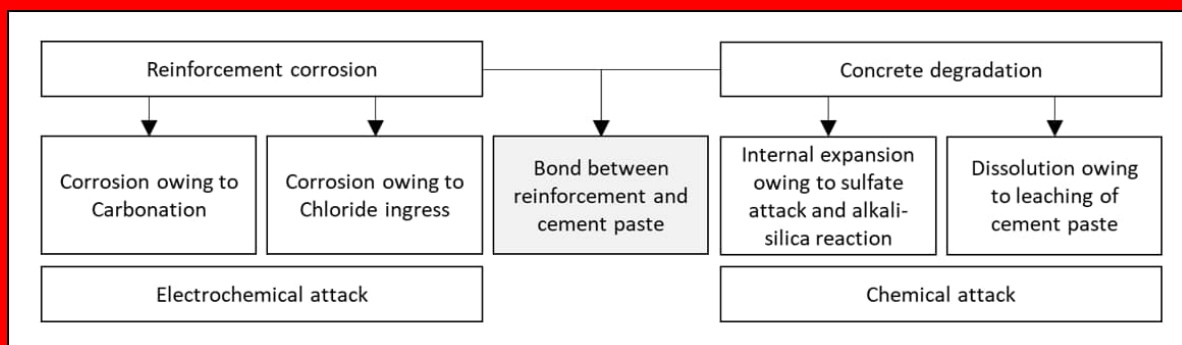 Reinforcement corrosion
Concrete degradation
Corrosion owing to
Carbonation
Corrosion owing to
Chloride ingress
Bond between
reinforcement and
cement paste
Internal expansion
owing to sulfate
attack and alkali-
silica reaction
Dissolution owing
to leaching of
cement paste
Electrochemical attack
Chemical attack